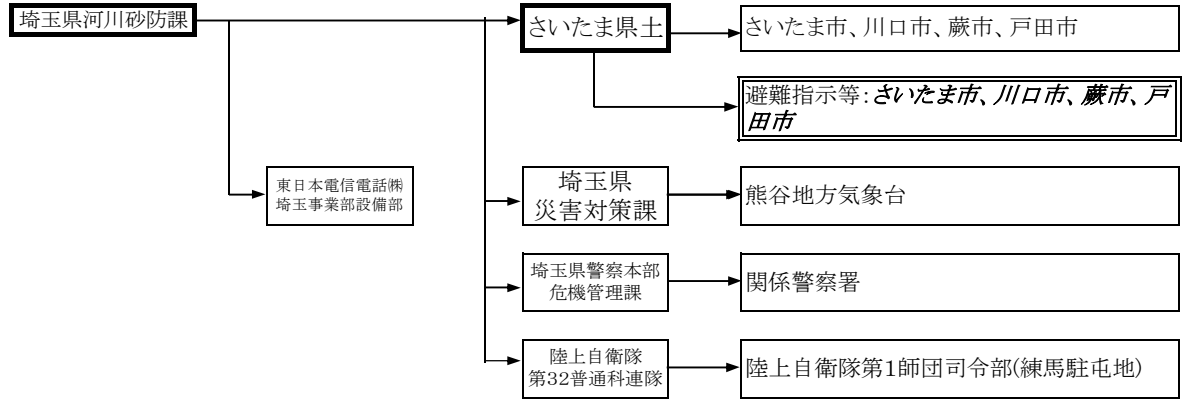 埼玉県河川砂防課
さいたま県土
さいたま市、川口市、蕨市、戸田市
避難指示等：さいたま市、川口市、蕨市、戸
田市
東日本電信電話㈱
埼玉事業部設備部
埼玉県
災害対策課
熊谷地方気象台
埼玉県警察本部
危機管理課
関係警察署
陸上自衛隊
第32普通科連隊
陸上自衛隊第1師団司令部(練馬駐屯地)